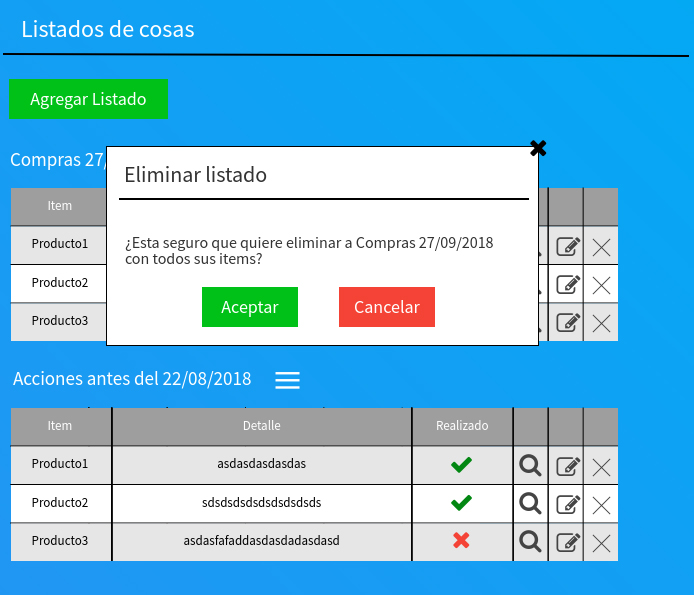 Listados de cosas
Agregar Listado
Compras 27/
Eliminar listado
¿Esta seguro que quiere eliminar a Compras 27/09/2018
con todos sus items?
Aceptar Cancelar
Item
Producto1
Producto2
Producto3
Acciones antes del 22/08/2018
Item Detalle Realizado
Producto1 asdasdasdasdas
Producto2 sdsdsdsdsdsdsdsdsds
Producto3 asdasfafaddasdasdadasdasd